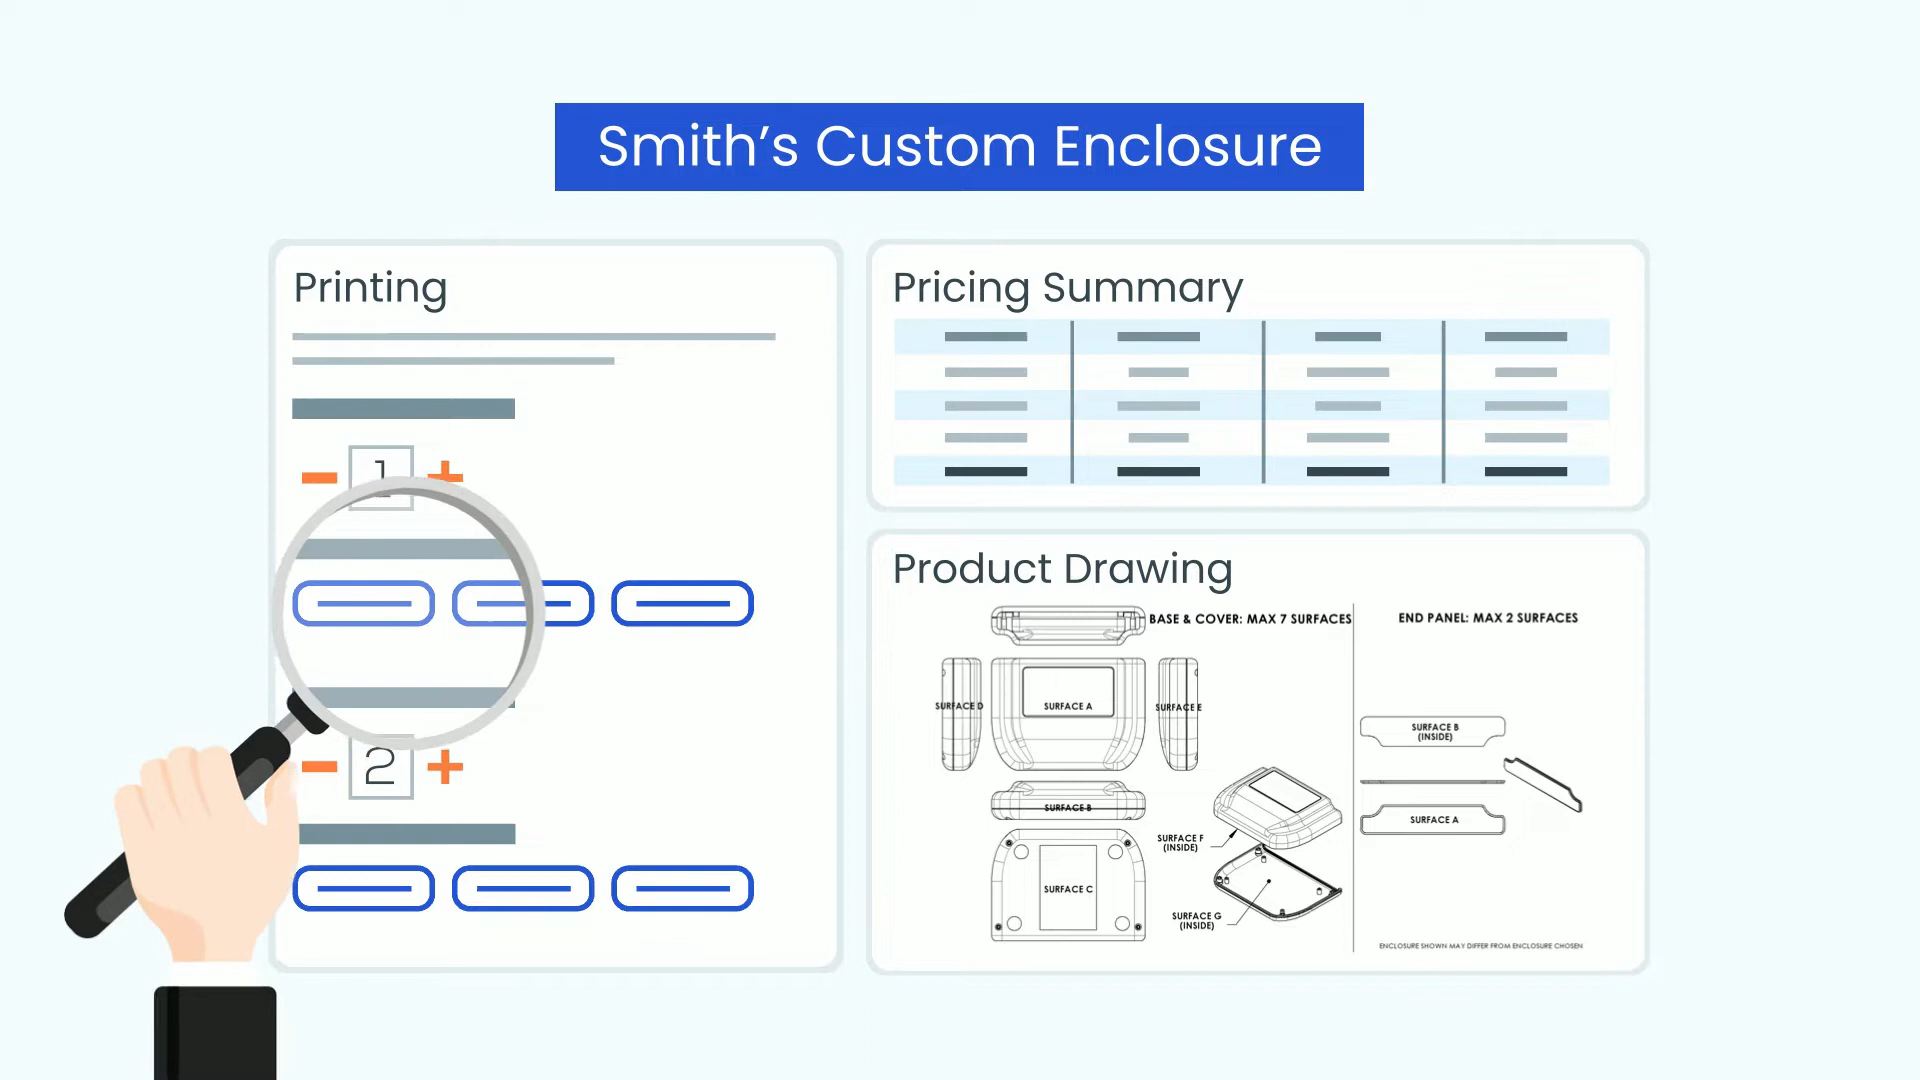 Smith’s Custom Enclosure
Printing
1
2
Pricing Summary
Product Drawing
BASE & COVER: MAX 7 SURFACES
END PANEL: MAX 2 SURFACES
SURFACE D
SURFACE A
SURFACE E
SURFACE B
SURFACE C
SURFACE F
(INSIDE)
SURFACE G
(INSIDE)
SURFACE B
(INSIDE)
SURFACE A
ENCLOSURE SHOWN MAY DIFFER FROM ENCLOSURE CHOSEN